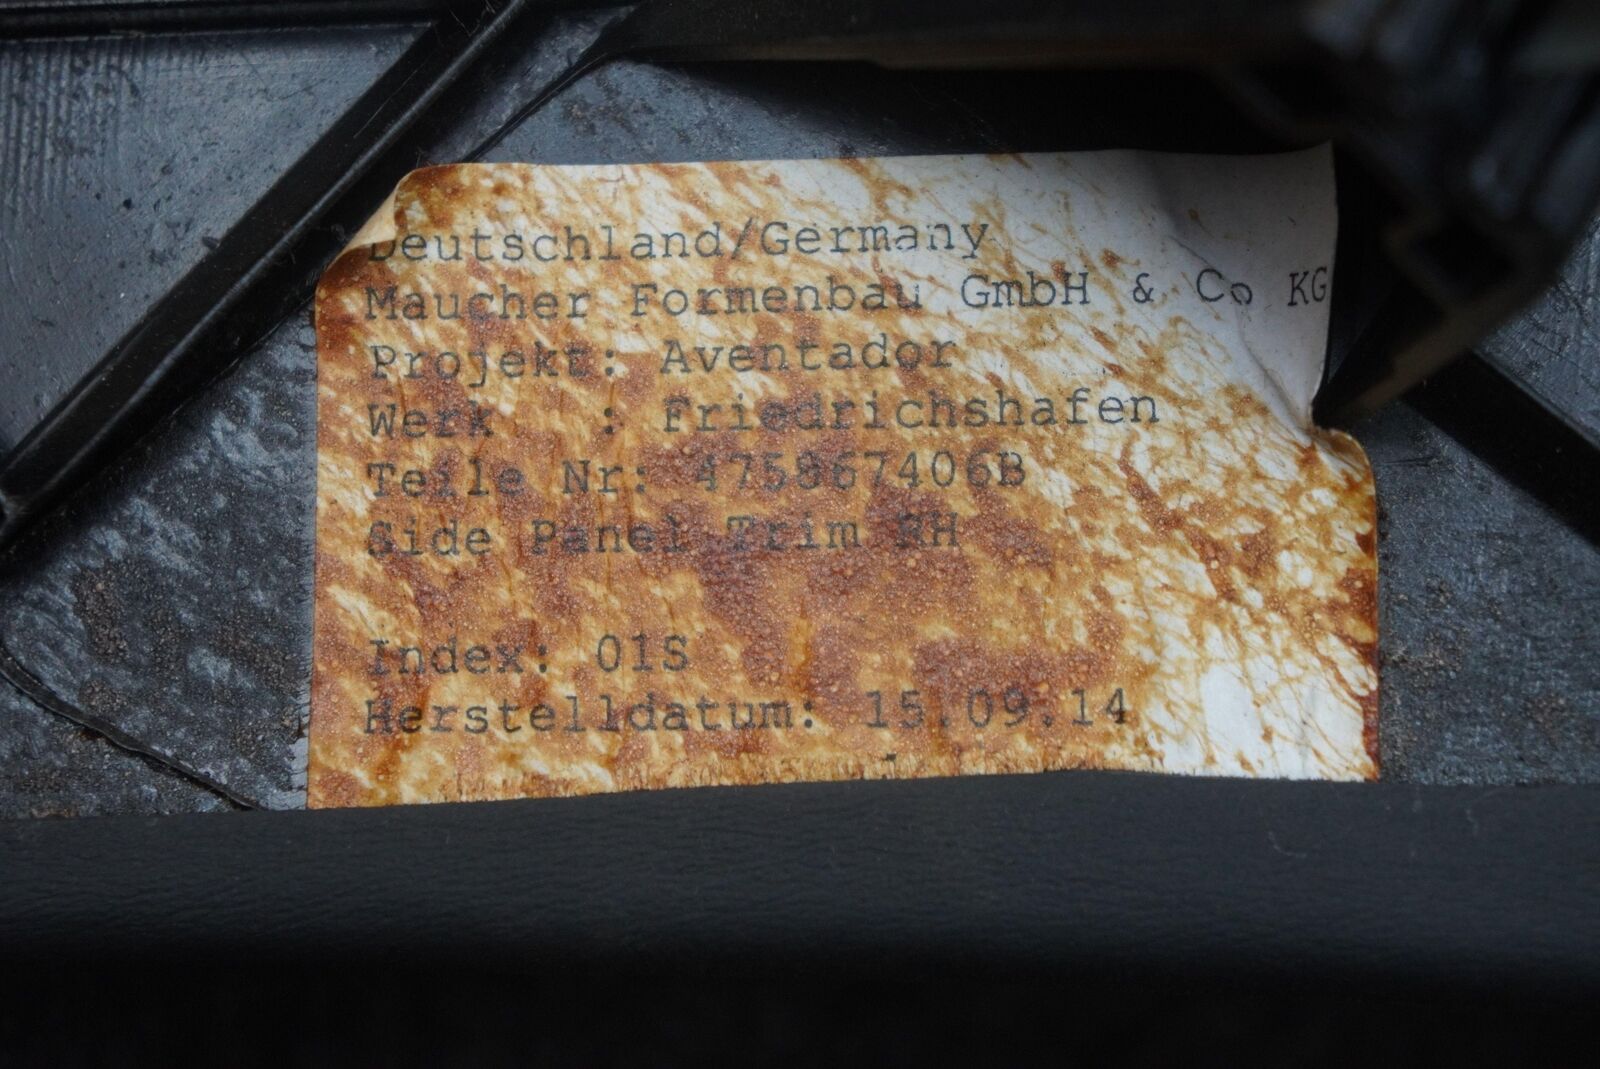 Deutschland/Germany
Maucher Formenbau GmbH & Co KG
Projekt: Aventador
Werk   : Friedrichshafen
Teile Nr: 475867406B
Side Panel Trim RH

Index: 01S
Herstelldatum: 15.09.14